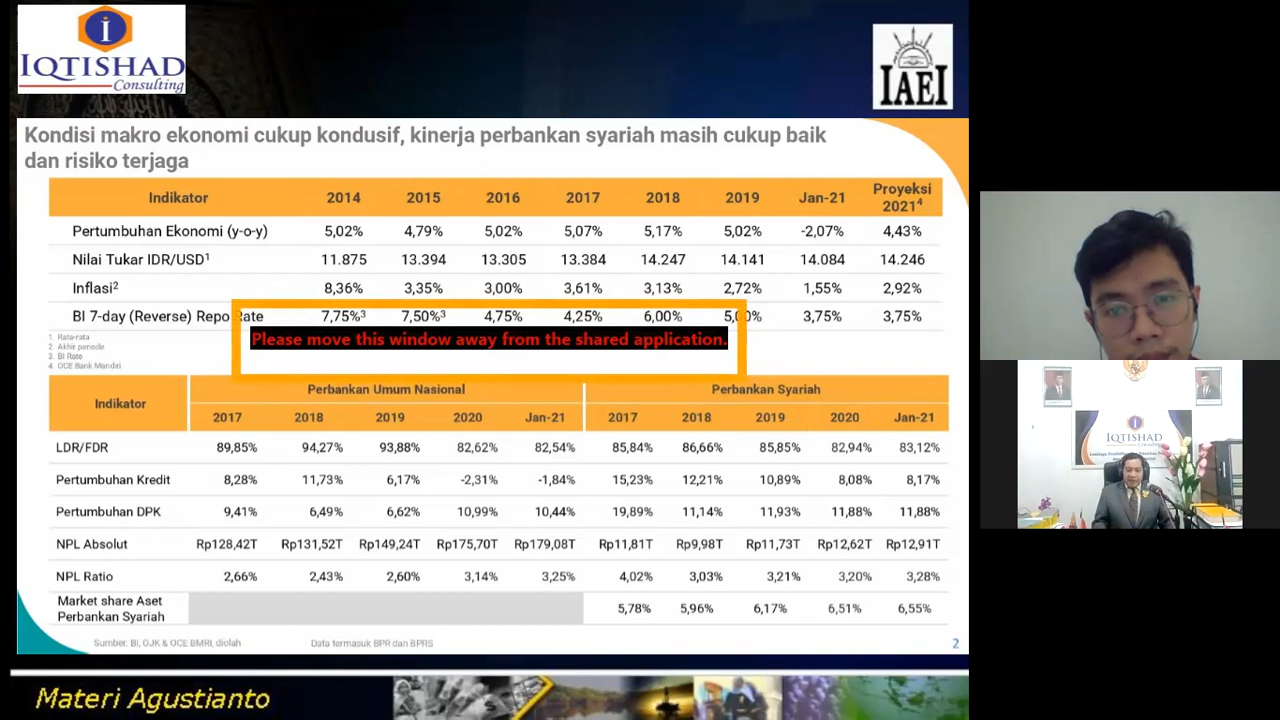 IQTISHAD
Consulting
IAEI
Kondisi makro ekonomi cukup kondusif, kinerja perbankan syariah masih cukup baik
dan risiko terjaga
Indikator 2014 2015 2016 2017 2018 2019 Jan-21 Proyeksi 2021⁴
Pertumbuhan Ekonomi (y-o-y) 5,02% 4,79% 5,02% 5,07% 5,17% 5,02% -2,07% 4,43%
Nilai Tukar IDR/USD¹ 11.875 13.394 13.305 13.384 14.247 14.141 14.084 14.246
Inflasi² 8,36% 3,35% 3,00% 3,61% 3,13% 2,72% 1,55% 2,92%
BI 7-day (Reverse) Repo Rate 7,75%³ 7,50%³ 4,75% 4,25% 6,00% 5,00% 3,75% 3,75%
Please move this window away from the shared application.
1. Rata-rata
2. Akhir periode
3. BI Rate
4. OCE Bank Mandiri
Indikator Perbankan Umum Nasional Perbankan Syariah
2017 2018 2019 2020 Jan-21 2017 2018 2019 2020 Jan-21
LDR/FDR 89,85% 94,27% 93,88% 82,62% 82,54% 85,84% 86,66% 85,85% 82,94% 83,12%
Pertumbuhan Kredit 8,28% 11,73% 6,17% -2,31% -1,84% 15,23% 12,21% 10,89% 8,08% 8,17%
Pertumbuhan DPK 9,41% 6,49% 6,62% 10,99% 10,44% 19,89% 11,14% 11,93% 11,88% 11,88%
NPL Absolut Rp128,42T Rp131,52T Rp149,24T Rp175,70T Rp179,08T Rp11,81T Rp9,98T Rp11,73T Rp12,62T Rp12,91T
NPL Ratio 2,66% 2,43% 2,60% 3,14% 3,25% 4,02% 3,03% 3,21% 3,20% 3,28%
Market share Aset
Perbankan Syariah 5,78% 5,96% 6,17% 6,51% 6,55%
Sumber: BI, OJK & OCE BMRI, diolah Data termasuk BPR dan BPRS
2
Materi Agustianto
IQTISHAD